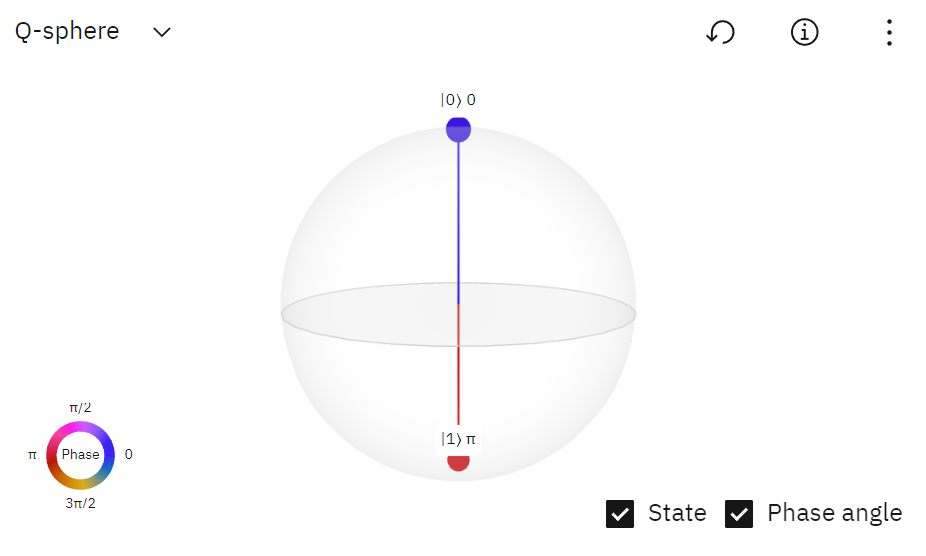 Q-sphere
|0⟩ 0
|1⟩ π
π/2
π Phase 0
3π/2
State Phase angle